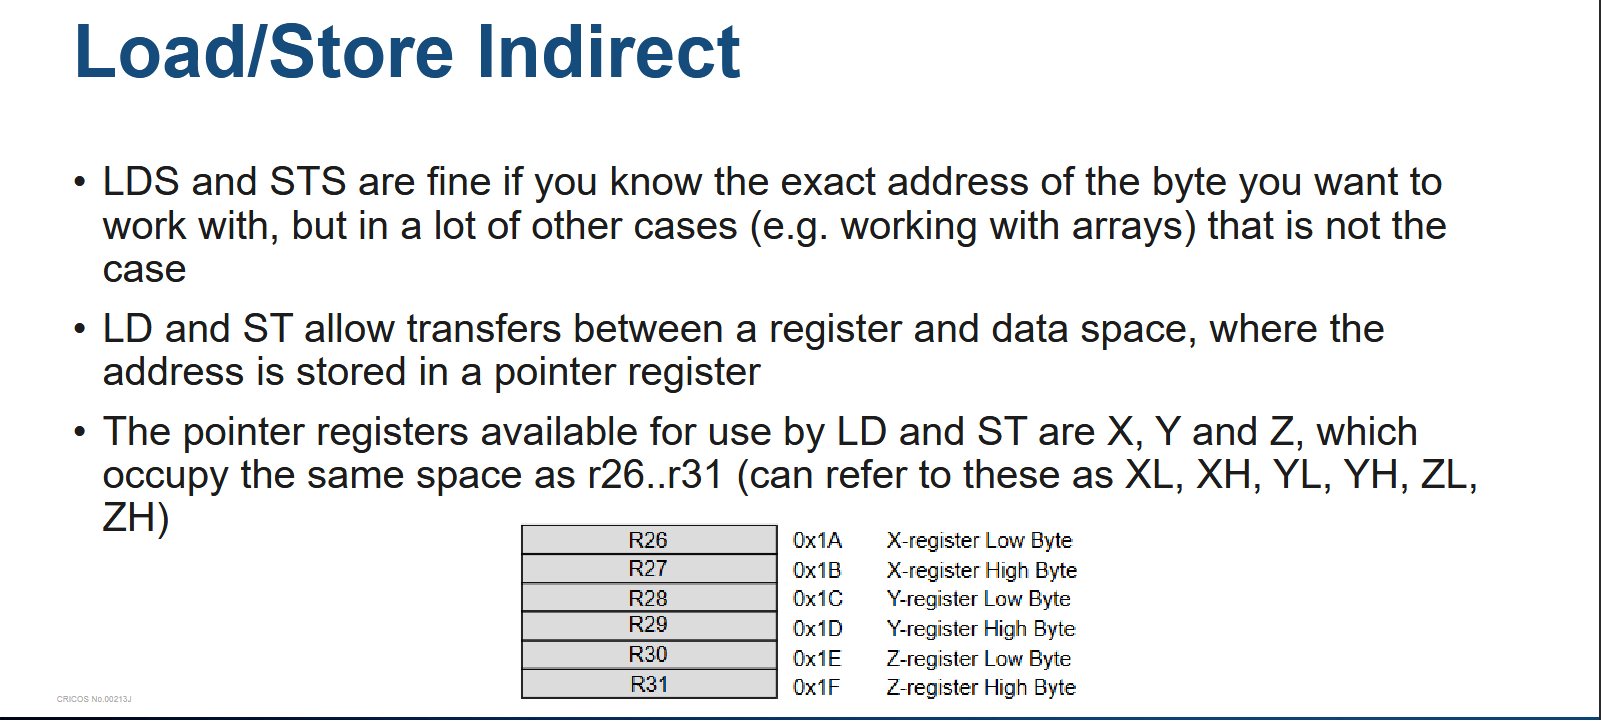 Load/Store Indirect
• LDS and STS are fine if you know the exact address of the byte you want to
work with, but in a lot of other cases (e.g. working with arrays) that is not the
case
• LD and ST allow transfers between a register and data space, where the
address is stored in a pointer register
• The pointer registers available for use by LD and ST are X, Y and Z, which
occupy the same space as r26..r31 (can refer to these as XL, XH, YL, YH, ZL,
ZH)
R26 0x1A X-register Low Byte
R27 0x1B X-register High Byte
R28 0x1C Y-register Low Byte
R29 0x1D Y-register High Byte
R30 0x1E Z-register Low Byte
R31 0x1F Z-register High Byte
CRICOS No.00213J